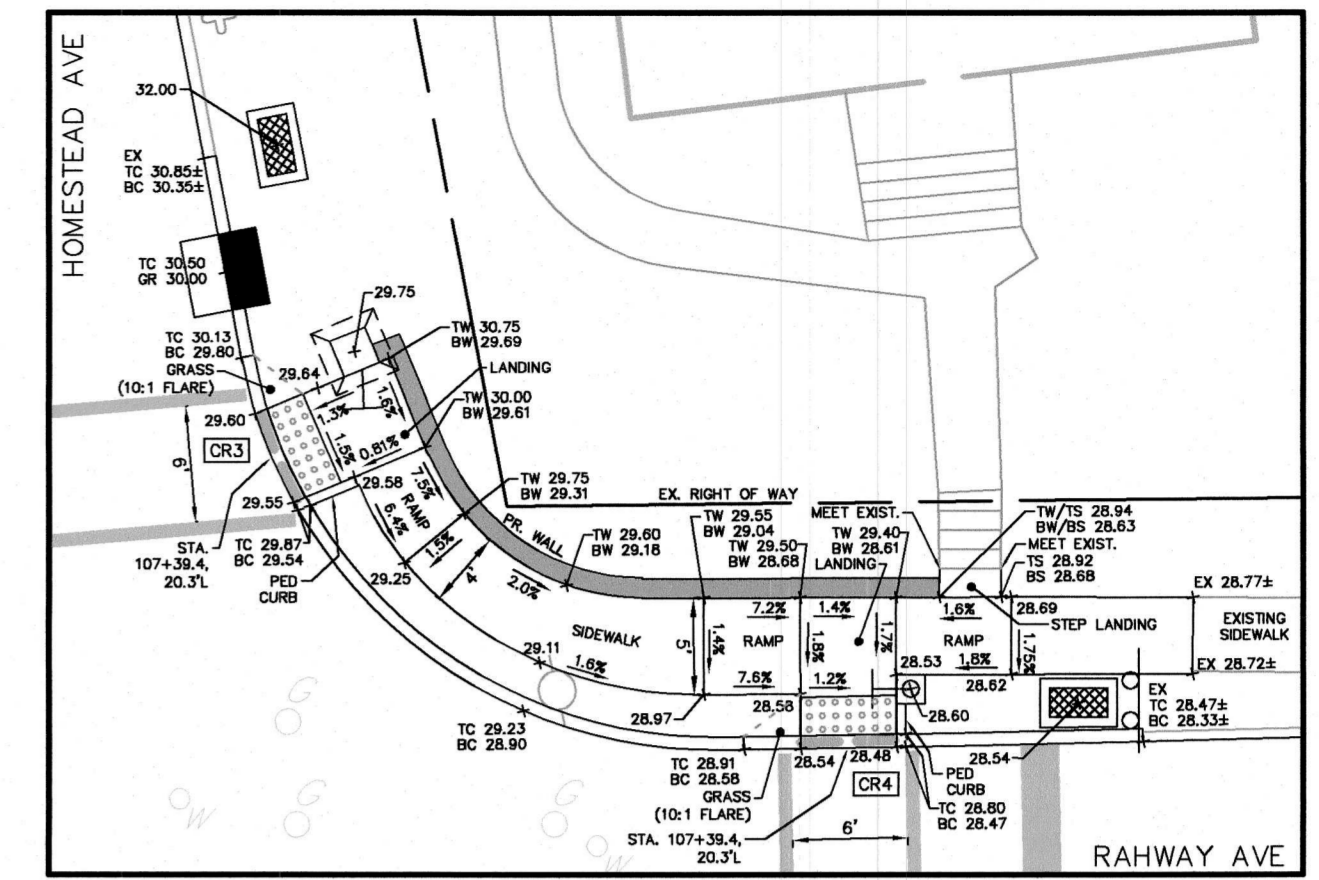 HOMESTEAD AVE
32.00
EX
TC 30.85±
BC 30.35±
TC 30.50
GR 30.00
29.75
TC 30.13
BC 29.80
GRASS
(10:1 FLARE)
29.64
TW 30.75
BW 29.69
LANDING
1.3%
1.6%
TW 30.00
BW 29.61
29.60
CR3
6'
1.5%
0.81%
29.58
29.55
7.5%
RAMP
6.4%
TW 29.75
BW 29.31
EX. RIGHT OF WAY
STA.
107+39.4,
20.3'L
TC 29.87
BC 29.54
PED
CURB
29.25
1.5%
4'
PR. WALL
2.0%
TW 29.60
BW 29.18
TW 29.55
BW 29.04
TW 29.50
BW 28.68
MEET EXIST.
TW 29.40
BW 28.61
LANDING
TW/TS 28.94
BW/BS 28.63
MEET EXIST.
TS 28.92
BS 28.68
EX 28.77±
28.69
STEP LANDING
EXISTING
SIDEWALK
EX 28.72±
SIDEWALK
29.11
1.6%
5'
1.4%
7.2%
RAMP
7.6%
1.4%
1.8%
1.7%
1.2%
1.6%
RAMP
1.8%
1.75%
28.53
28.62
28.97
28.58
28.60
EX
TC 28.47±
BC 28.33±
TC 29.23
BC 28.90
TC 28.91
BC 28.58
GRASS
(10:1 FLARE)
28.54
28.48
28.54
CR4
PED
CURB
TC 28.80
BC 28.47
STA. 107+39.4,
20.3'L
6'
G
G
W
W
RAHWAY AVE